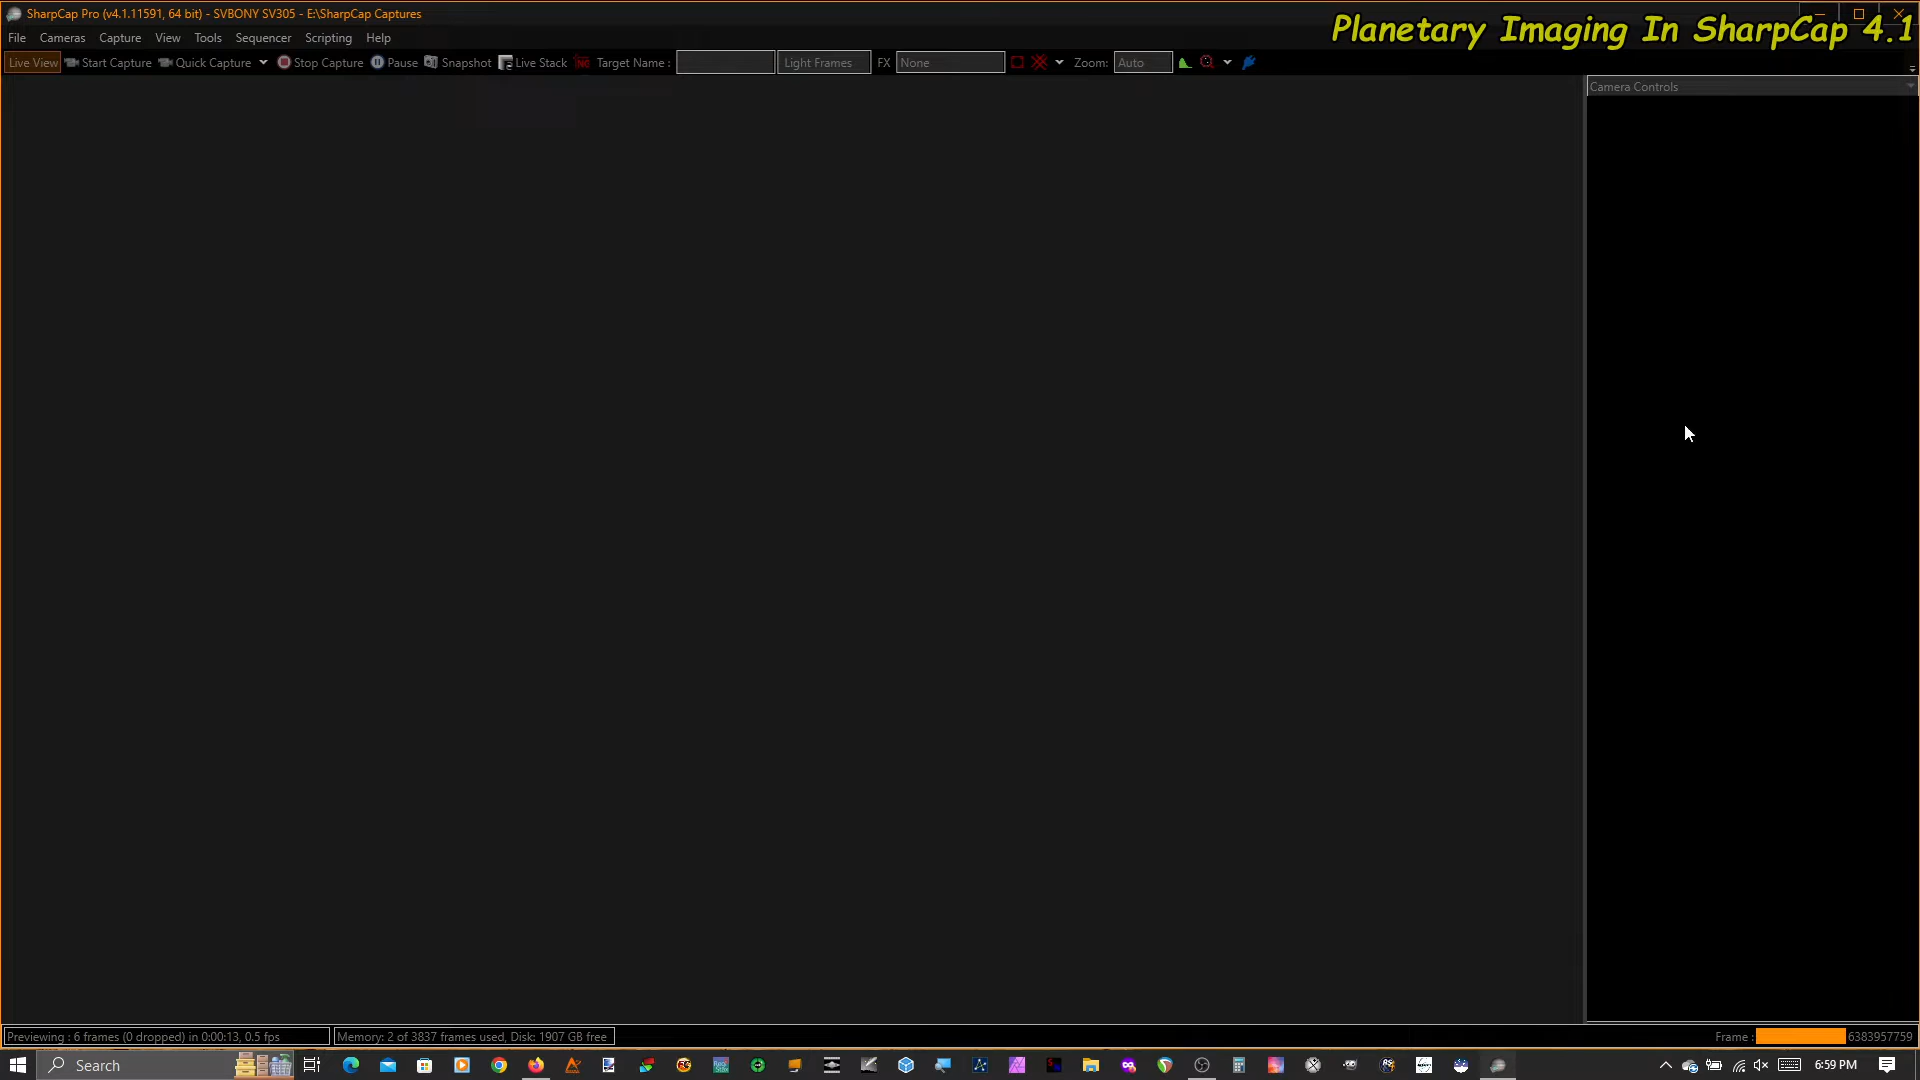 SharpCap Pro (v4.1.11591, 64 bit) - SVBONY SV305 - E:\SharpCap Captures
Planetary Imaging In SharpCap 4.1
File Cameras Capture View Tools Sequencer Scripting Help
Live View Start Capture Quick Capture Stop Capture Pause Snapshot Live Stack NC Target Name : Light Frames FX None Zoom: Auto
Camera Controls
Previewing : 6 frames (0 dropped) in 0:00:13, 0.5 fps Memory: 2 of 3837 frames used, Disk: 1907 GB free Frame : 6383957759
Search 6:59 PM